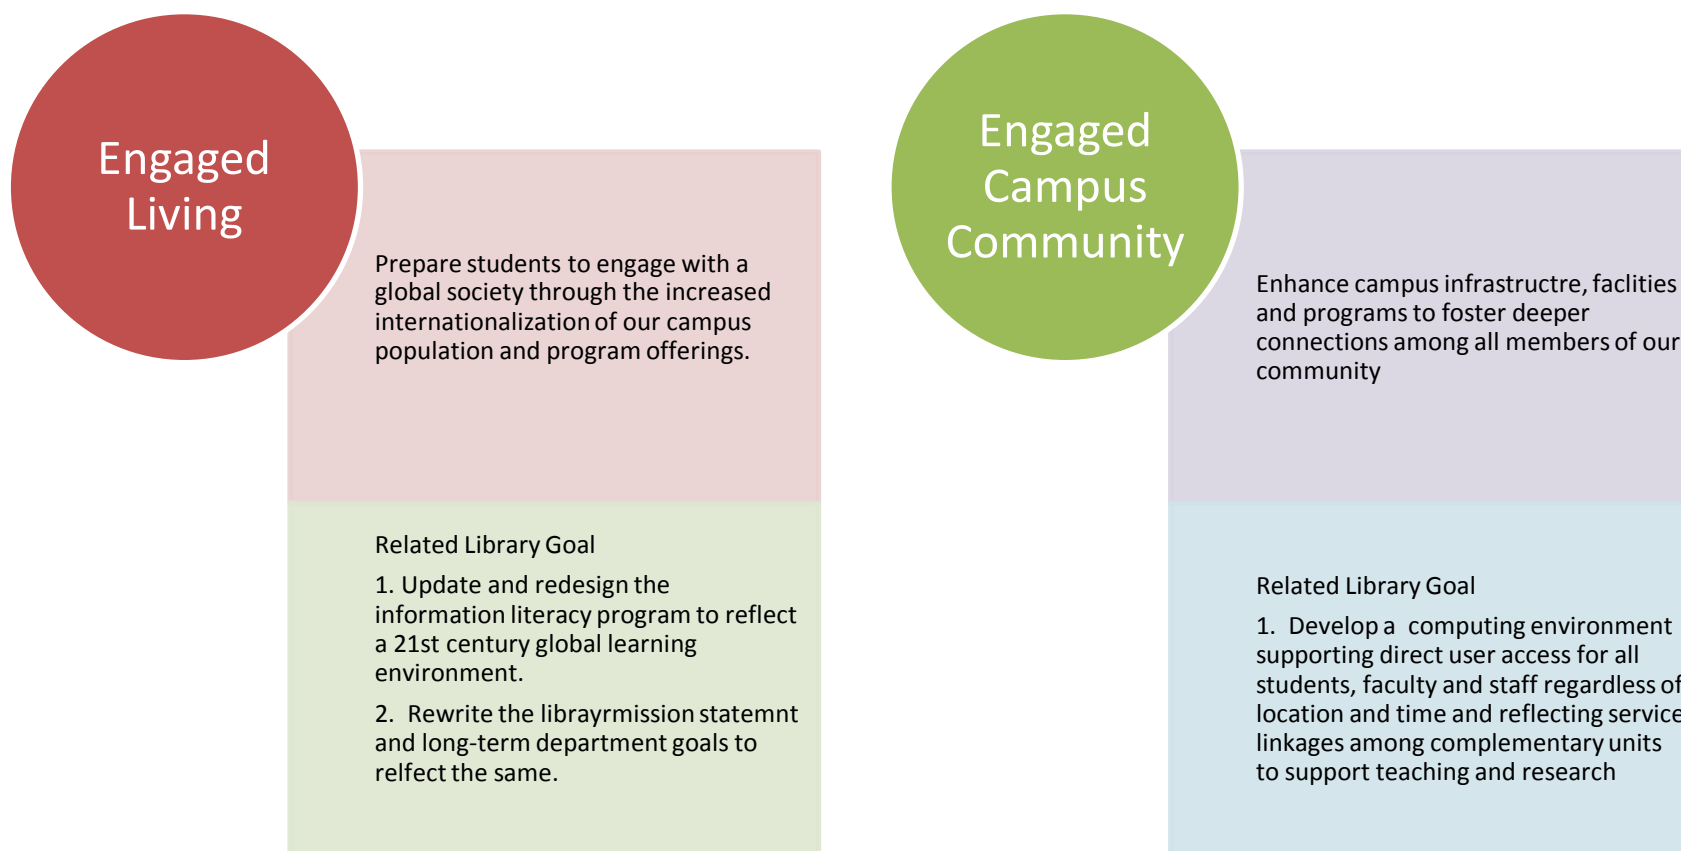 Engaged
Living
Prepare students to engage with a
global society through the increased
internationalization of our campus
population and program offerings.
Related Library Goal
1. Update and redesign the
information literacy program to reflect
a 21st century global learning
environment.
2. Rewrite the librayrmission statemnt
and long-term department goals to
relfect the same.
Engaged
Campus
Community
Enhance campus infrastructre, faclities
and programs to foster deeper
connections among all members of our
community
Related Library Goal
1. Develop a computing environment
supporting direct user access for all
students, faculty and staff regardless of
location and time and reflecting service
linkages among complementary units
to support teaching and research